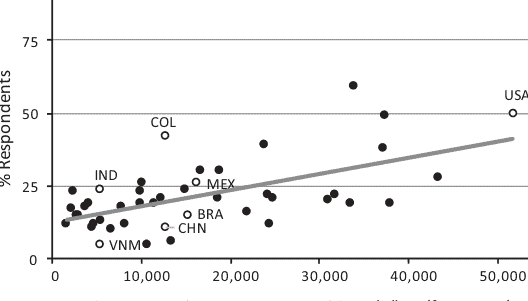 % Respondents
75
50
25
0
USA
COL
IND
MEX
BRA
CHN
VNM
0 10,000 20,000 30,000 40,000 50,000